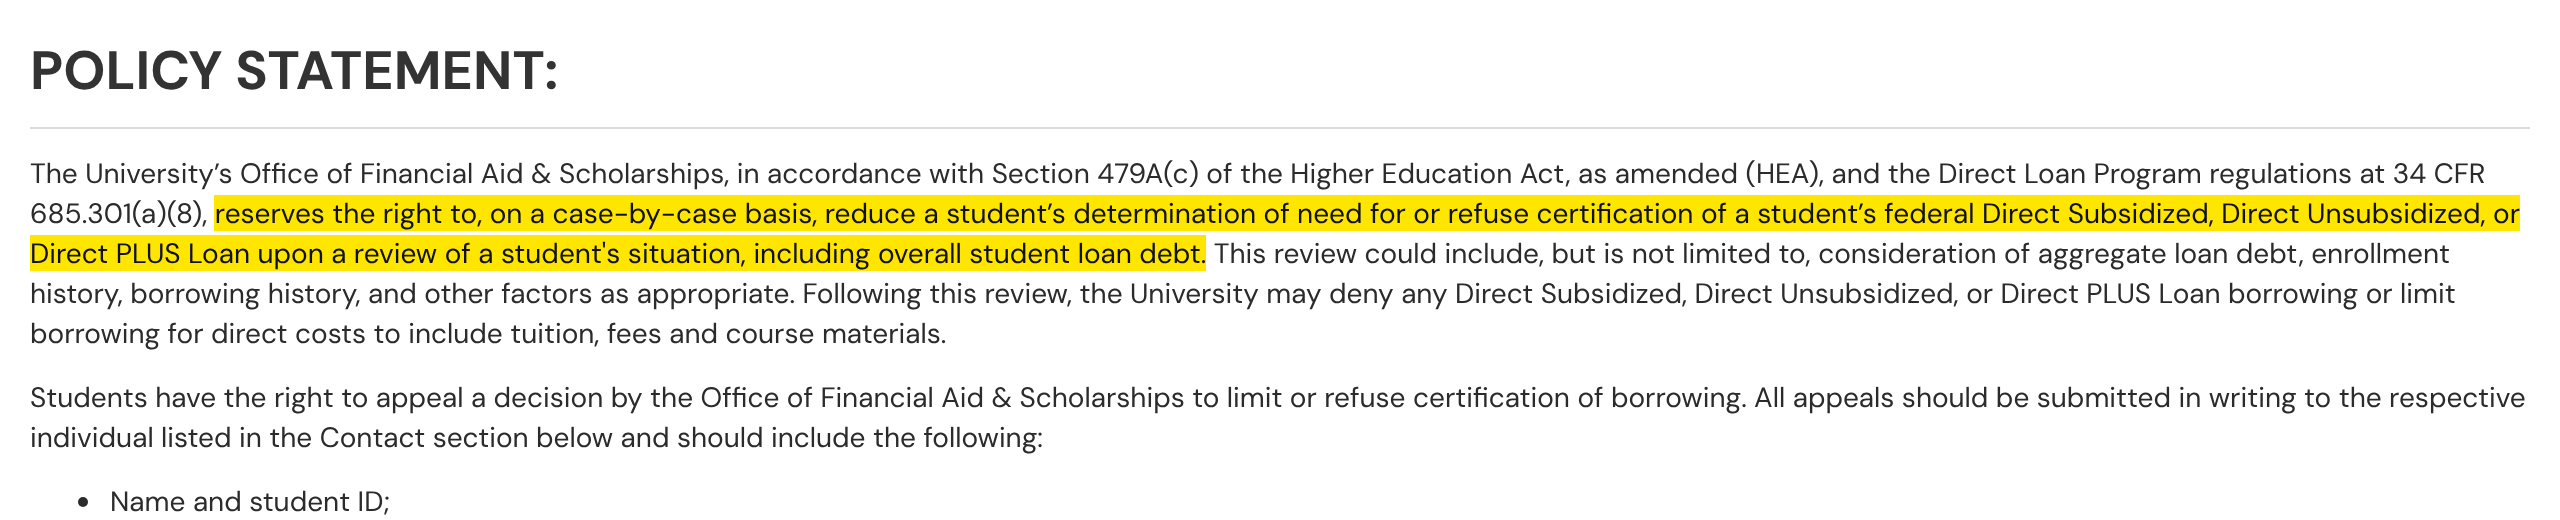 POLICY STATEMENT:
The University’s Office of Financial Aid & Scholarships, in accordance with Section 479A(c) of the Higher Education Act, as amended (HEA), and the Direct Loan Program regulations at 34 CFR
685.301(a)(8), reserves the right to, on a case-by-case basis, reduce a student’s determination of need for or refuse certification of a student’s federal Direct Subsidized, Direct Unsubsidized, or
Direct PLUS Loan upon a review of a student's situation, including overall student loan debt. This review could include, but is not limited to, consideration of aggregate loan debt, enrollment
history, borrowing history, and other factors as appropriate. Following this review, the University may deny any Direct Subsidized, Direct Unsubsidized, or Direct PLUS Loan borrowing or limit
borrowing for direct costs to include tuition, fees and course materials.
Students have the right to appeal a decision by the Office of Financial Aid & Scholarships to limit or refuse certification of borrowing. All appeals should be submitted in writing to the respective
individual listed in the Contact section below and should include the following:
• Name and student ID;